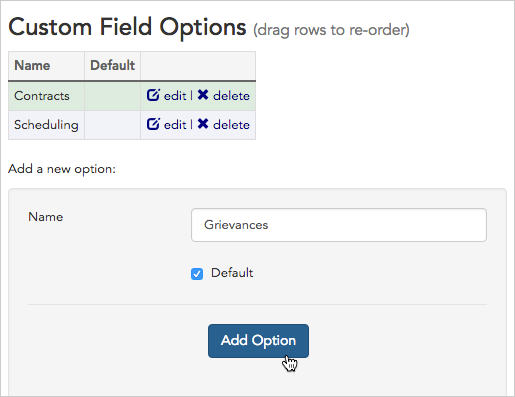 Custom Field Options (drag rows to re-order)
Name Default
Contracts edit | delete
Scheduling edit | delete
Add a new option:
Name Grievances
Default
Add Option